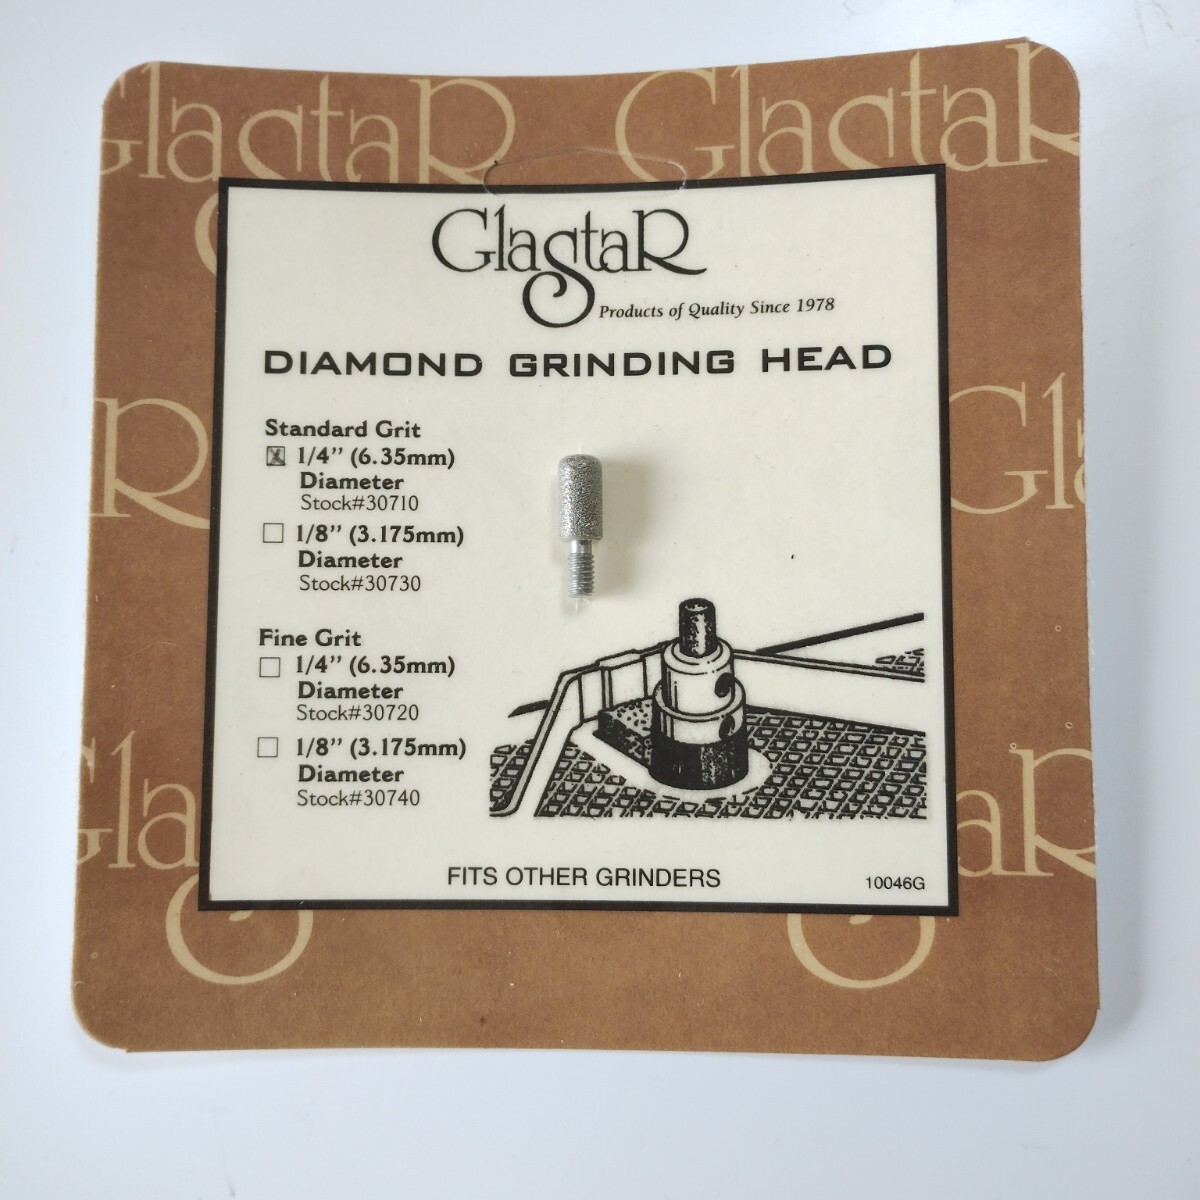 GlastaR GlastaR
GlaStaR
Products of Quality Since 1978
DIAMOND GRINDING HEAD
Standard Grit
1/4” (6.35mm)
Diameter
Stock#30710
1/8” (3.175mm)
Diameter
Stock#30730
Fine Grit
1/4” (6.35mm)
Diameter
Stock#30720
1/8” (3.175mm)
Diameter
Stock#30740
FITS OTHER GRINDERS
10046G